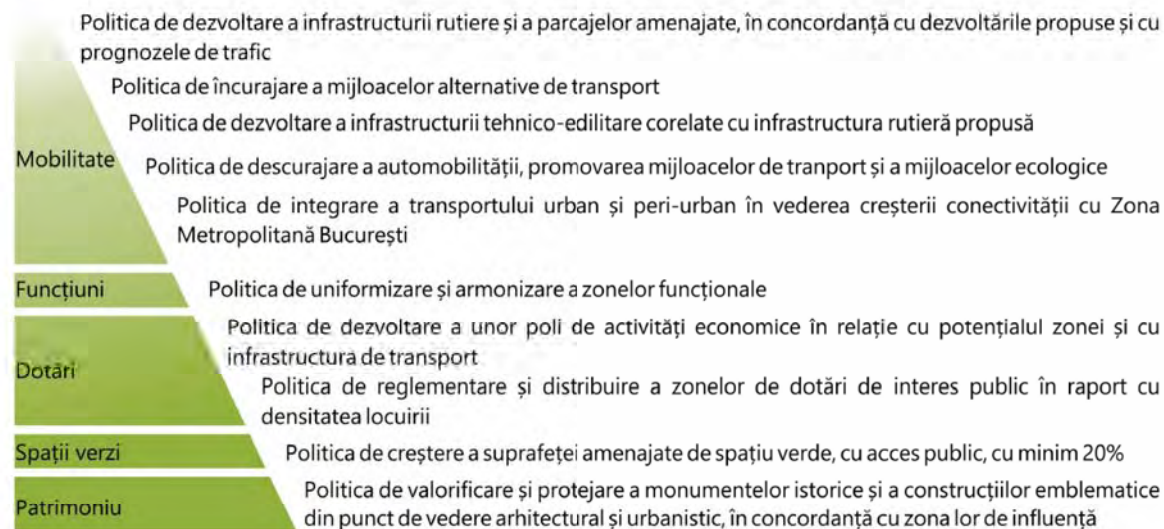 Politica de dezvoltare a infrastructurii rutiere și a parcajelor amenajate, în concordanță cu dezvoltările propuse și cu
prognozele de trafic
Politica de încurajare a mijloacelor alternative de transport
Politica de dezvoltare a infrastructurii tehnico-edilitare corelate cu infrastructura rutieră propusă
Mobilitate
Politica de descurajare a automobilității, promovarea mijloacelor de tranport și a mijloacelor ecologice
Politica de integrare a transportului urban și peri-urban în vederea creșterii conectivității cu Zona
Metropolitană București
Funcțiuni
Politica de uniformizare și armonizare a zonelor funcționale
Politica de dezvoltare a unor poli de activități economice în relație cu potențialul zonei și cu
infrastructura de transport
Dotări
Politica de reglementare și distribuire a zonelor de dotări de interes public în raport cu
densitatea locuirii
Spații verzi
Politica de creștere a suprafeței amenajate de spațiu verde, cu acces public, cu minim 20%
Patrimoniu
Politica de valorificare și protejare a monumentelor istorice și a construcțiilor emblematice
din punct de vedere arhitectural și urbanistic, în concordanță cu zona lor de influență